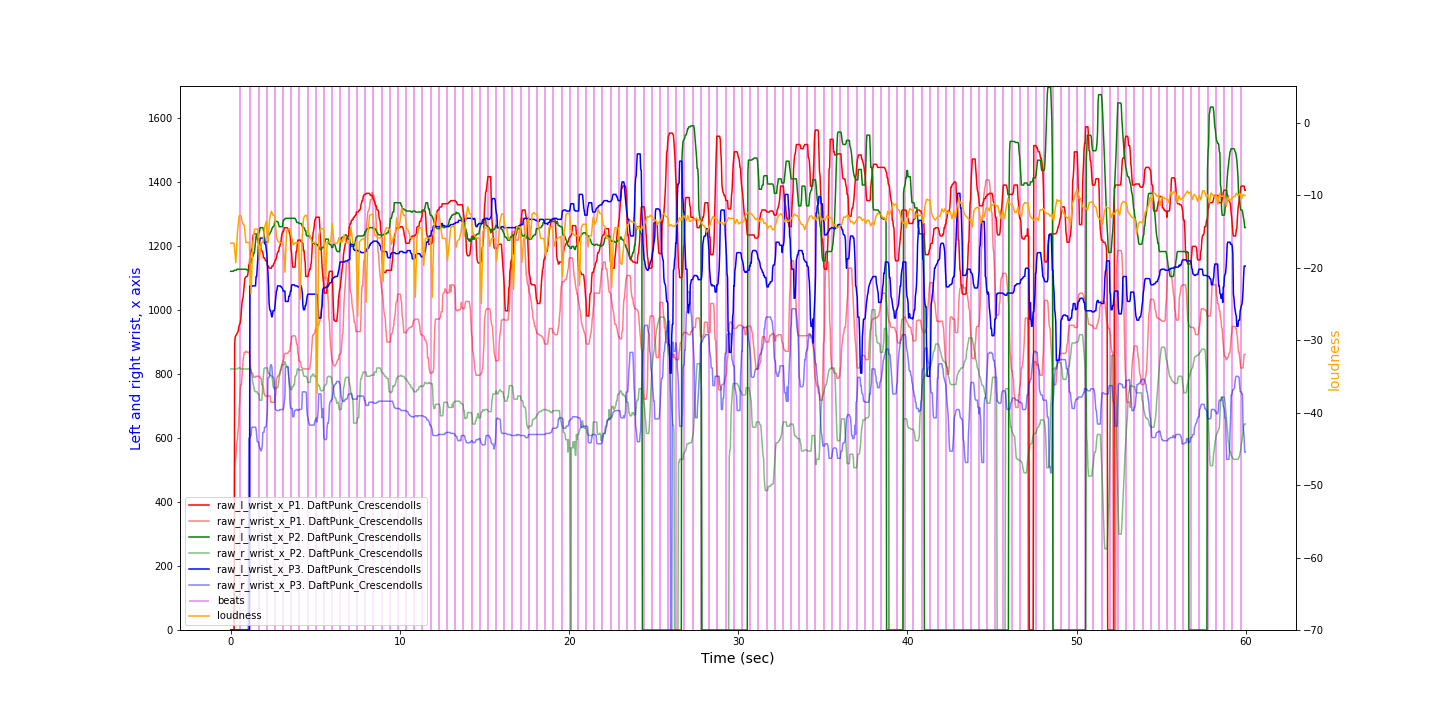 1600
1400
1200
1000
800
600
400
200
0
Left and right wrist, x axis
0
−10
−20
−30
−40
−50
−60
−70
loudness
raw_l_wrist_x_P1. DaftPunk_Crescendolls
raw_r_wrist_x_P1. DaftPunk_Crescendolls
raw_l_wrist_x_P2. DaftPunk_Crescendolls
raw_r_wrist_x_P2. DaftPunk_Crescendolls
raw_l_wrist_x_P3. DaftPunk_Crescendolls
raw_r_wrist_x_P3. DaftPunk_Crescendolls
beats
loudness
0 10 20 30 40 50 60
Time (sec)